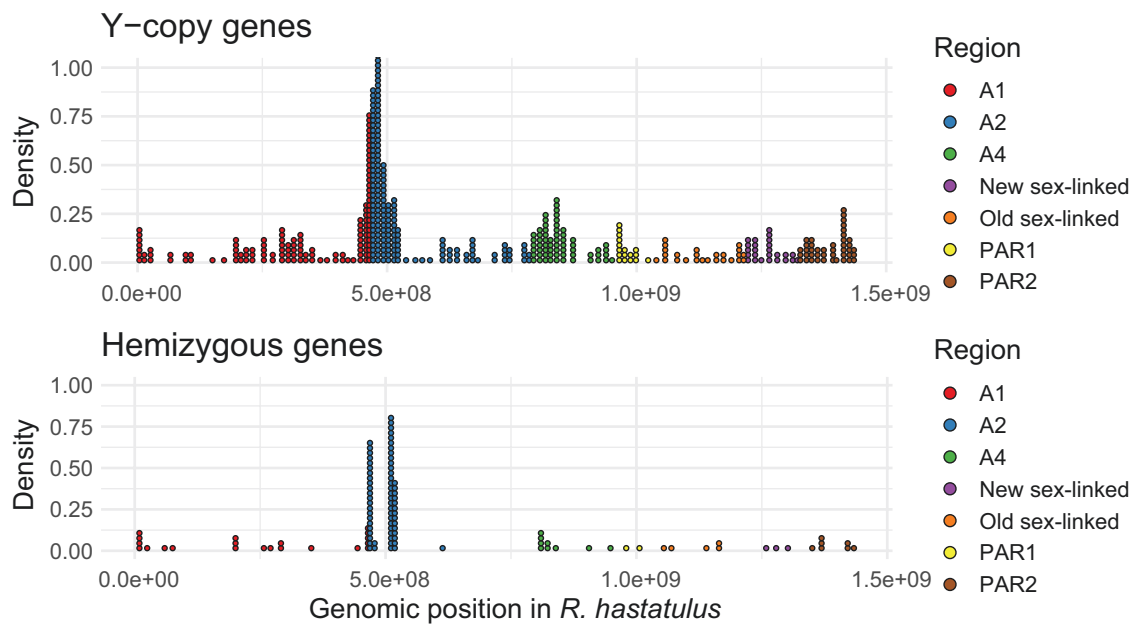 Y−copy genes
Density
1.00
0.75
0.50
0.25
0.00
0.0e+00 5.0e+08 1.0e+09 1.5e+09
Region
A1
A2
A4
New sex-linked
Old sex-linked
PAR1
PAR2
Hemizygous genes
Density
1.00
0.75
0.50
0.25
0.00
0.0e+00 5.0e+08 1.0e+09 1.5e+09
Genomic position in R. hastatulus
Region
A1
A2
A4
New sex-linked
Old sex-linked
PAR1
PAR2